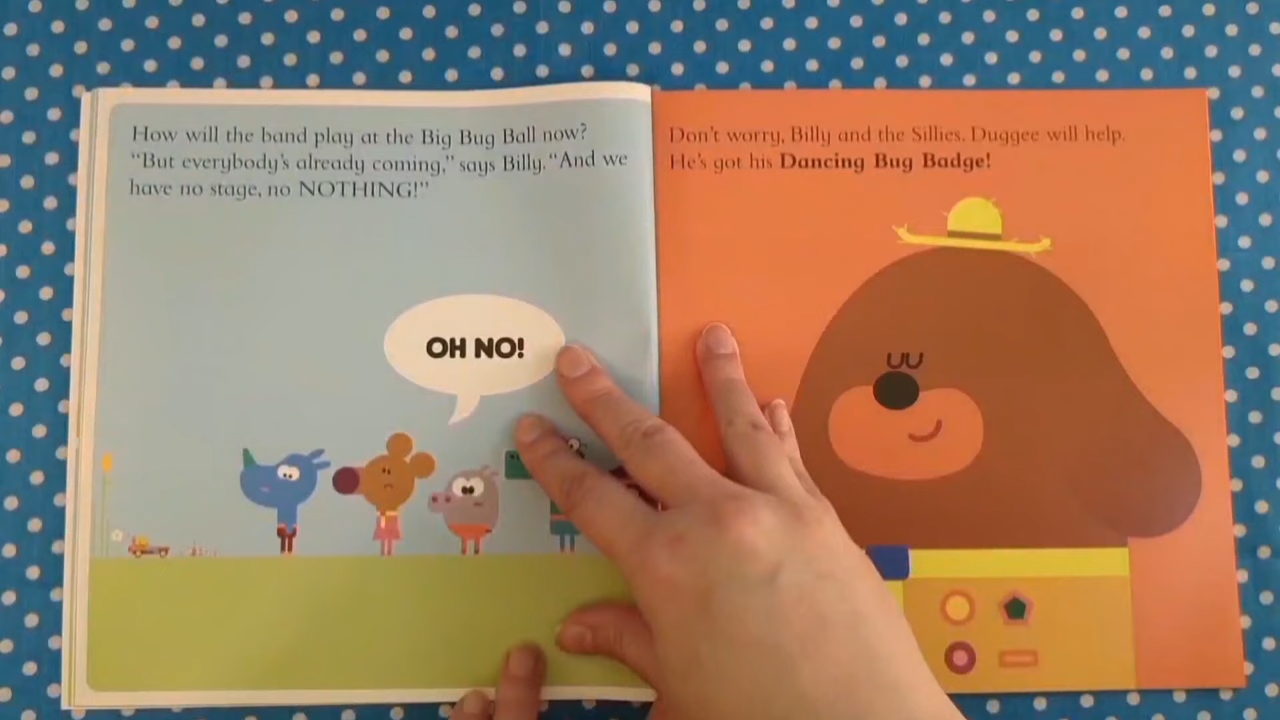 How will the band play at the Big Bug Ball now?
“But everybody’s already coming,” says Billy. “And we
have no stage, no NOTHING!”
OH NO!
Don’t worry, Billy and the Sillies. Duggee will help.
He’s got his Dancing Bug Badge!